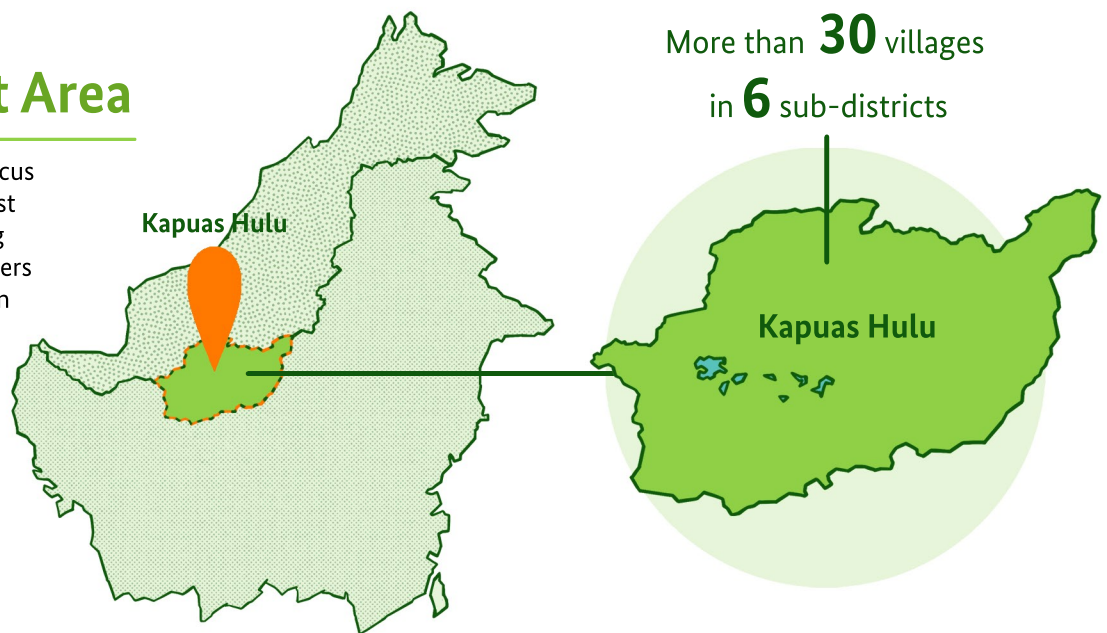 t Area
cus
st
g
ers
n
Kapuas Hulu
More than 30 villages
in 6 sub-districts
Kapuas Hulu